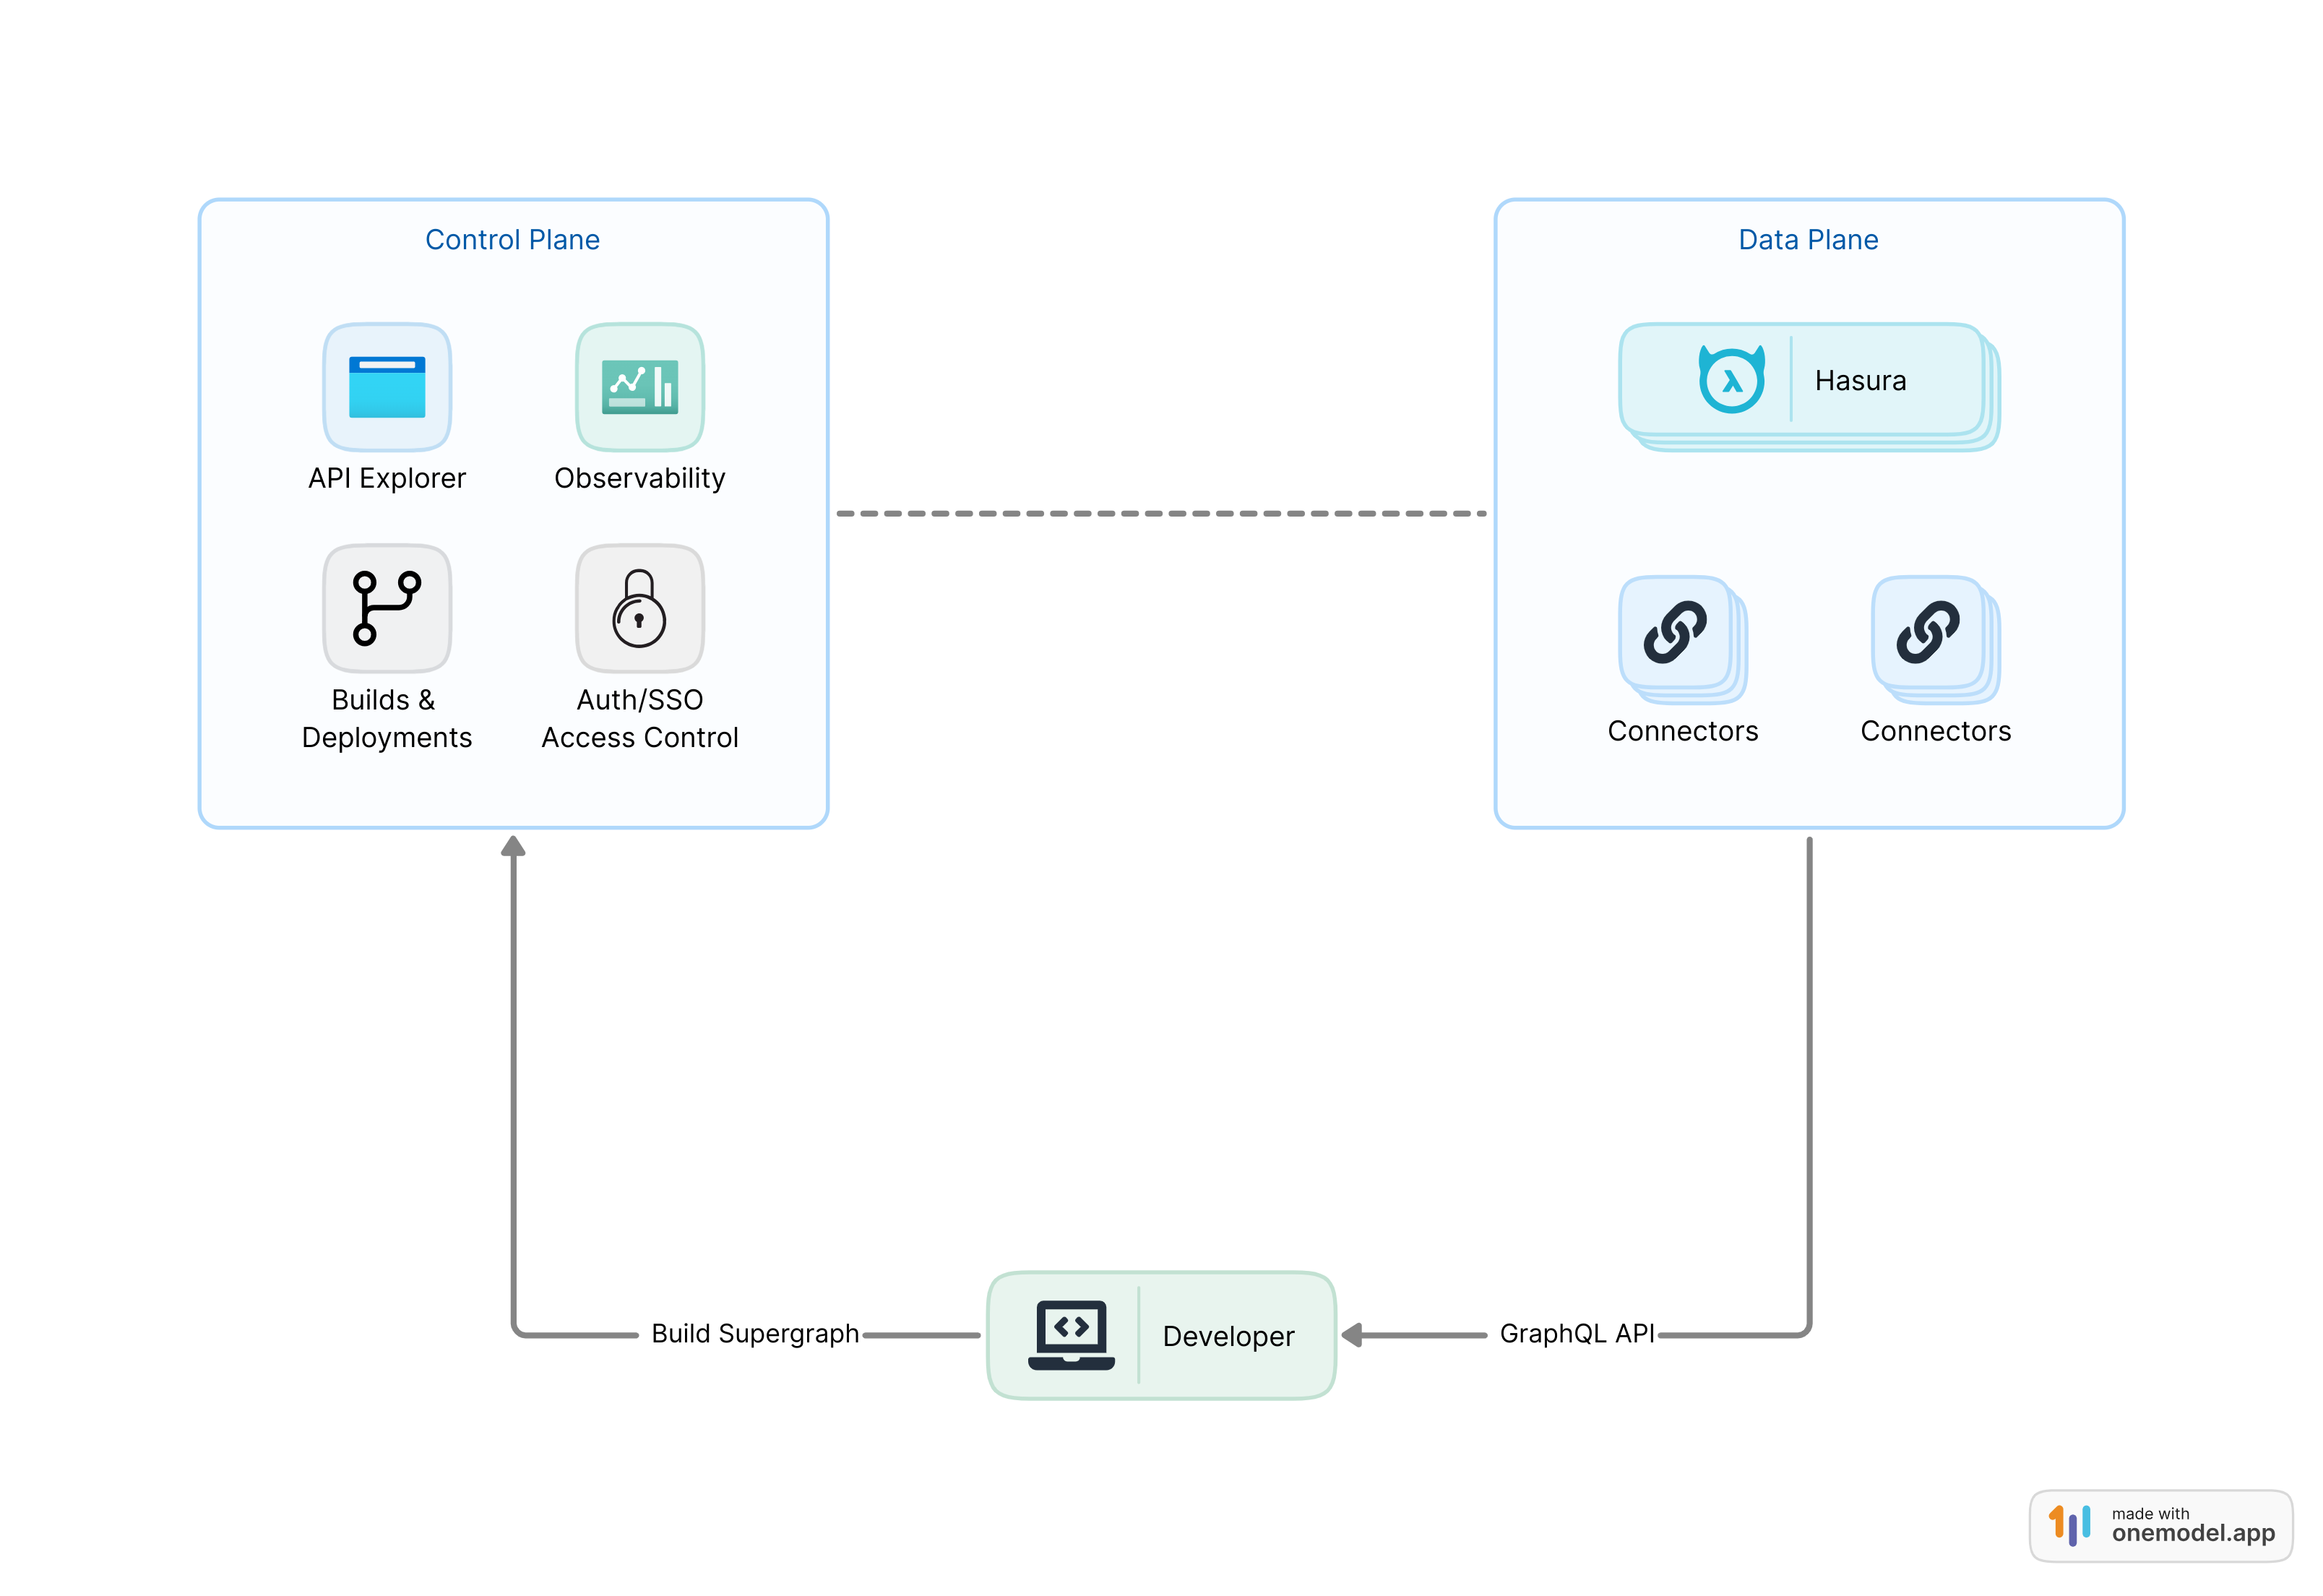 Control Plane
Data Plane
Hasura
API Explorer
Observability
Builds &
Deployments
Auth/SSO
Access Control
Connectors
Connectors
Build Supergraph
Developer
GraphQL API
made with
onemodel.app